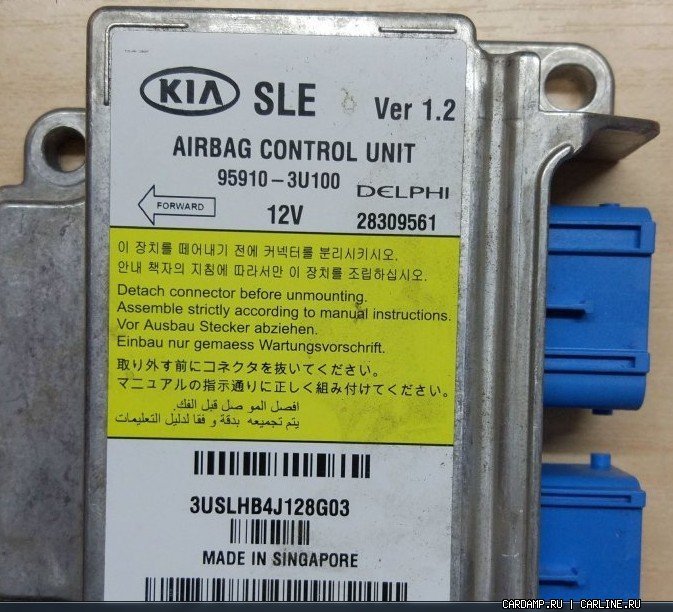 KIA SLE Ver 1.2
AIRBAG CONTROL UNIT
95910-3U100 DELPHI
FORWARD 12V 28309561
이 장치를 떼어내기 전에 커넥터를 분리시키시오.
안내 책자의 지침에 따라서만 이 장치를 조립하십시오.
Detach connector before unmounting.
Assemble strictly according to manual instructions.
Vor Ausbau Stecker abziehen.
Einbau nur gemaess Wartungsvorschrift.
取り外す前にコネクタを抜いてください。
マニュアルの指示通りに正しく組み付けてください。
افصل المو صل قبل الفك.
يتم تجميعه بدقة و فقا لدليل التعليمات
3USLHB4J128G03
MADE IN SINGAPORE
CARDAMP.RU | CARLINE.RU